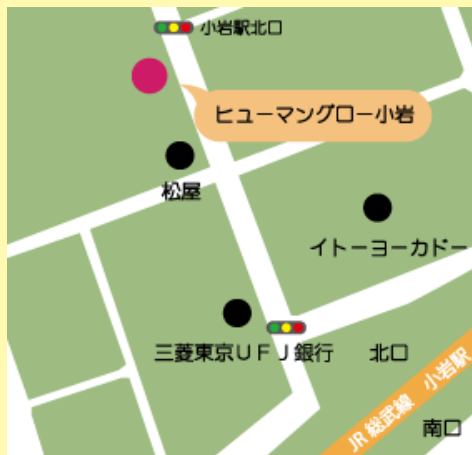 小岩駅北口
ヒューマングロー小岩
松屋
イトーヨーカドー
三菱東京ＵＦＪ銀行
北口
JR 総武線 小岩駅
南口